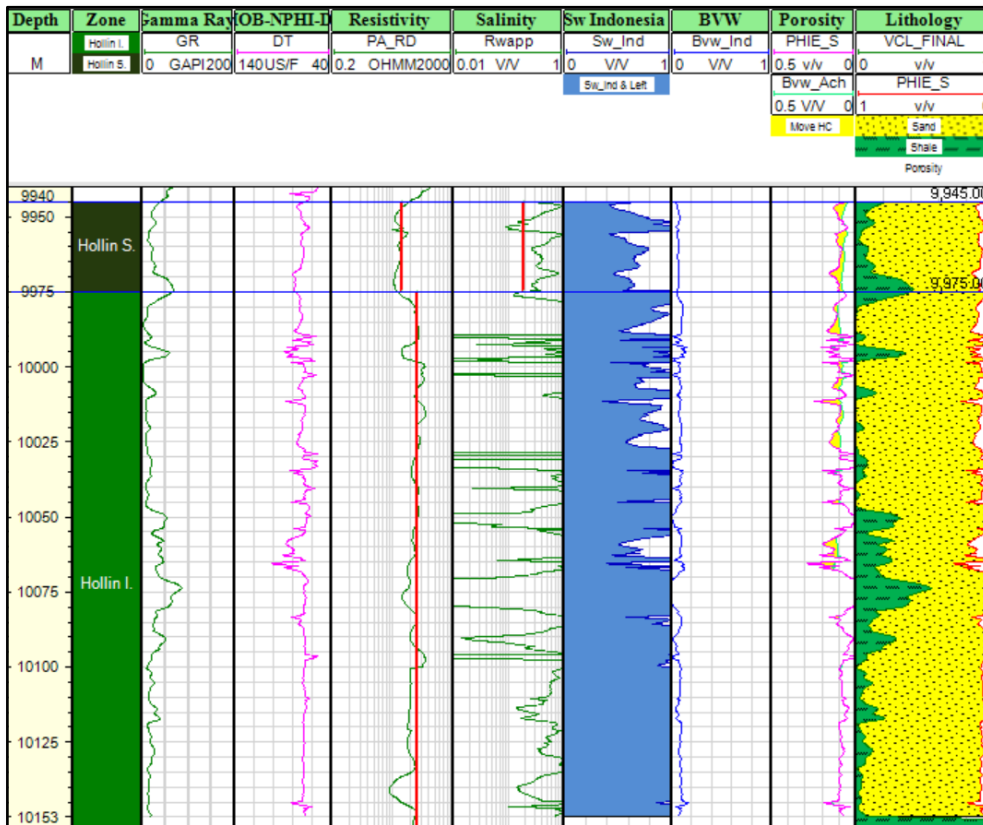 Depth Zone Gamma Ray OB-NPHI-D Resistivity Salinity Sw Indonesia BVW Porosity Lithology
M Hollin I. GR DT PA_RD Rwapp Sw_Ind Bvw_Ind PHIE_S VCL_FINAL
Hollin S. 0 GAPI 200 140 US/F 40 0.2 OHMM 2000 0.01 V/V 1 0 V/V 1 0 V/V 1 0.5 v/v 0 0 v/v
Sw_Ind & Left Bvw_Ach PHIE_S
0.5 V/V 0 1 v/v
Move HC Sand
Shale
Porosity
9940 9,945.00
9950
Hollin S.
9975 9,975.00
10000
10025
10050
Hollin I.
10075
10100
10125
10153